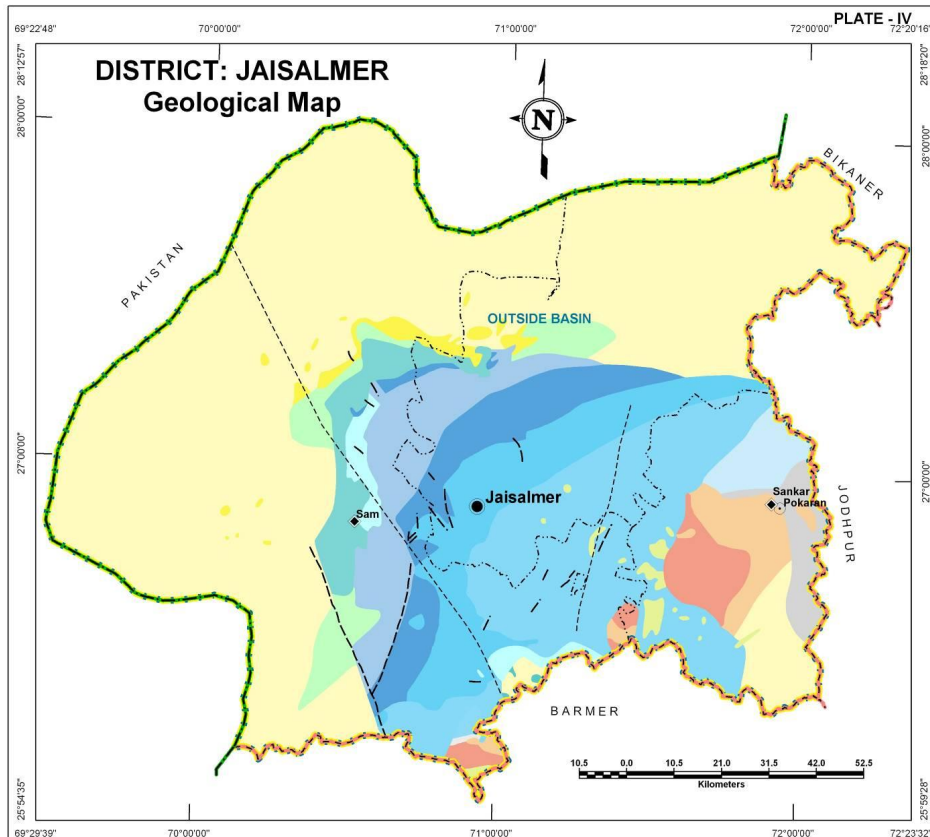 PLATE - IV
69°22'48"
70°00'00"
71°00'00"
72°00'00"
72°20'16"
28°12'57"
28°18'20"
DISTRICT: JAISALMER
Geological Map
N
28°00'00"
28°00'00"
BIKANER
PAKISTAN
OUTSIDE BASIN
27°00'00"
27°00'00"
Jaisalmer
Sankar
Pokaran
Sam
JODHPUR
BARMER
10.5 0.0 10.5 21.0 31.5 42.0 52.5
Kilometers
25°54'35"
25°59'28"
69°29'39"
70°00'00"
71°00'00"
72°00'00"
72°23'32"